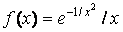 f(x) = e^{-1/x^2} / x